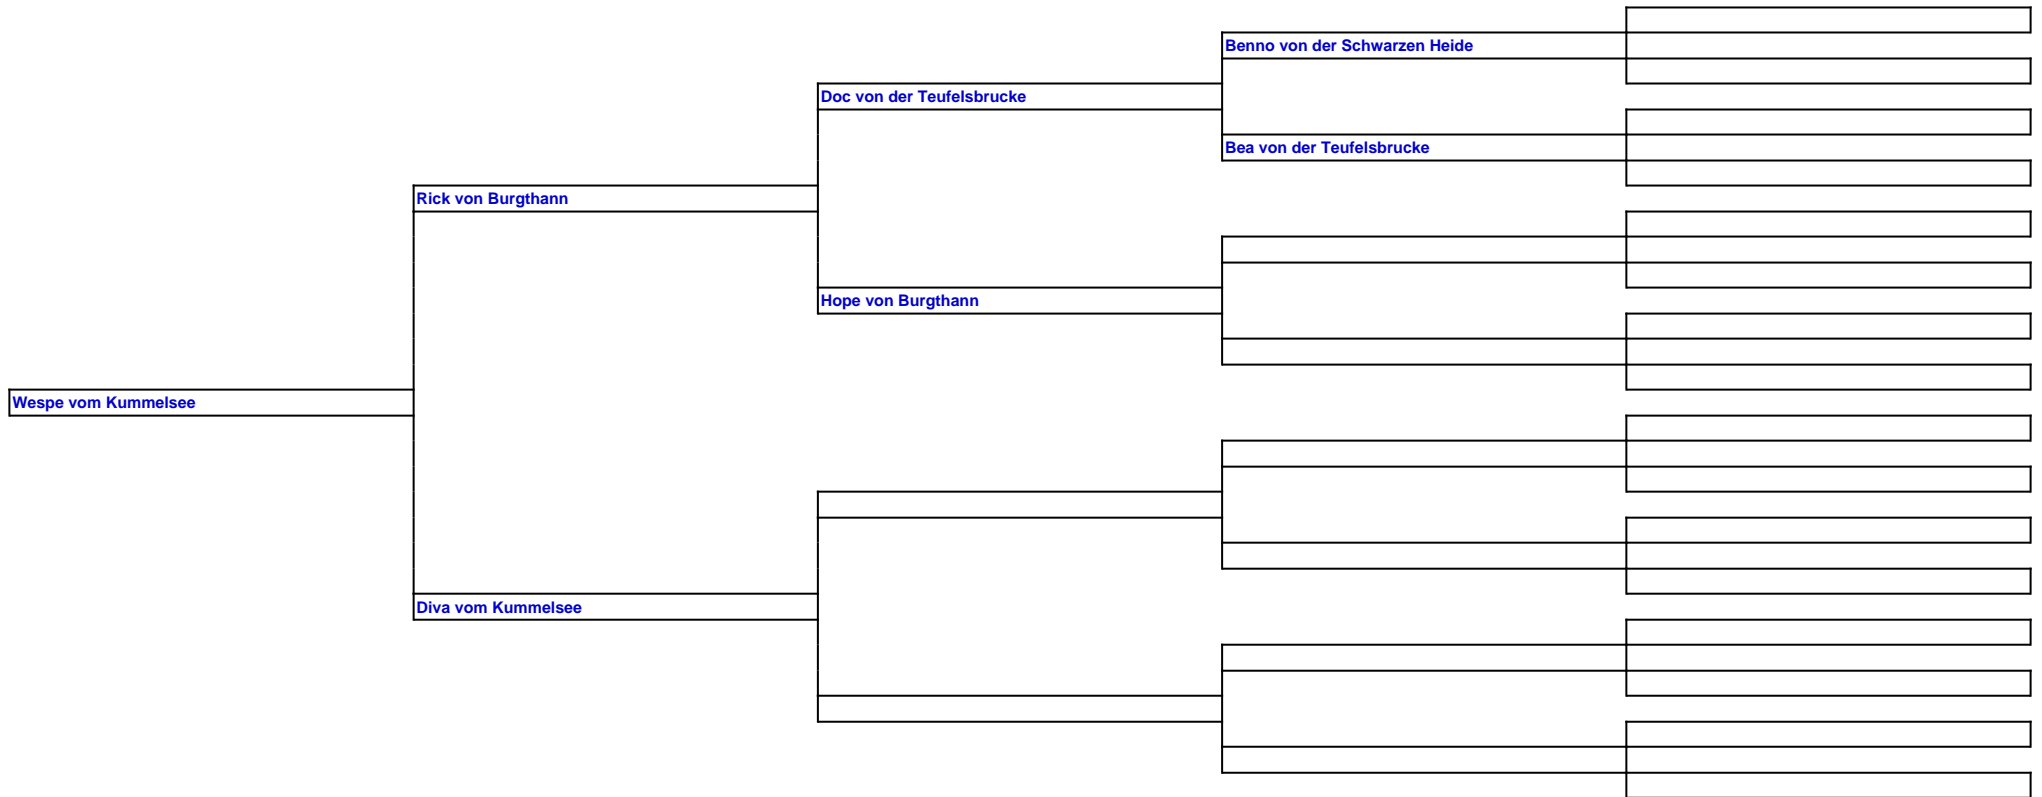 Benno von der Schwarzen Heide
Doc von der Teufelsbrucke
Bea von der Teufelsbrucke
Rick von Burgthann
Hope von Burgthann
Wespe vom Kummelsee
Diva vom Kummelsee